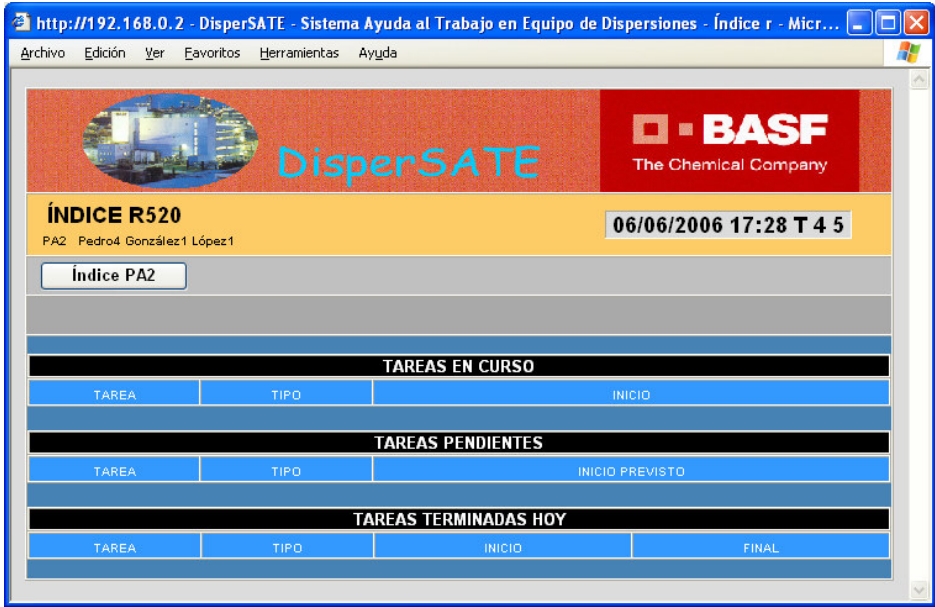 http://192.168.0.2 - DisperSATE - Sistema Ayuda al Trabajo en Equipo de Dispersiones - Índice r - Micr...
Archivo Edición Ver Favoritos Herramientas Ayuda
DisperSATE
BASF
The Chemical Company
ÍNDICE R520
PA2 Pedro4 González1 López1
06/06/2006 17:28 T 4 5
Índice PA2
TAREAS EN CURSO
TAREA TIPO INICIO
TAREAS PENDIENTES
TAREA TIPO INICIO PREVISTO
TAREAS TERMINADAS HOY
TAREA TIPO INICIO FINAL